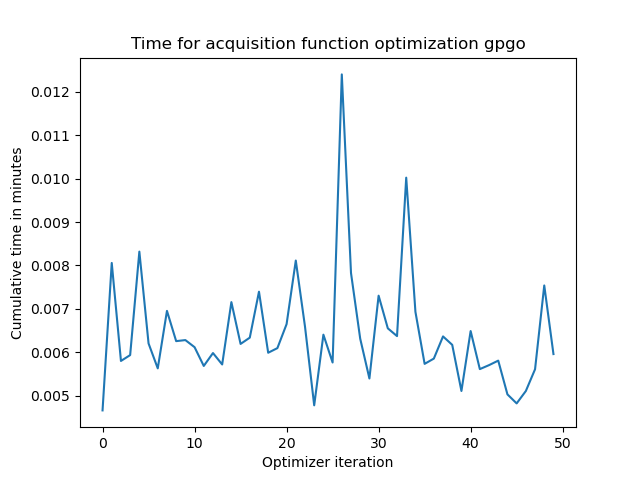 Time for acquisition function optimization gpgo
Cumulative time in minutes
0.012
0.011
0.010
0.009
0.008
0.007
0.006
0.005
0 10 20 30 40 50
Optimizer iteration